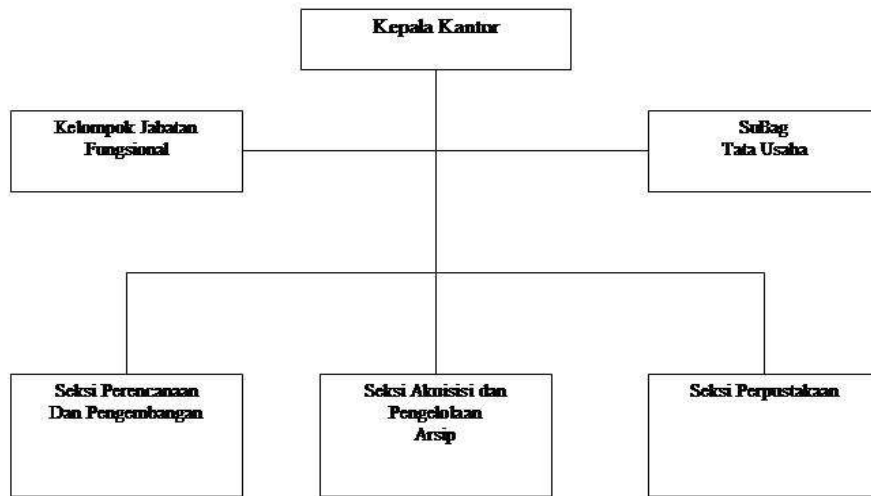 Kepala Kantor
Kelompok Jabatan
Fungsional
SuBag
Tata Usaha
Seksi Perencanaan
Dan Pengembangan
Seksi Akuisisi dan
Pengelolaan
Arsip
Seksi Perpustakaan